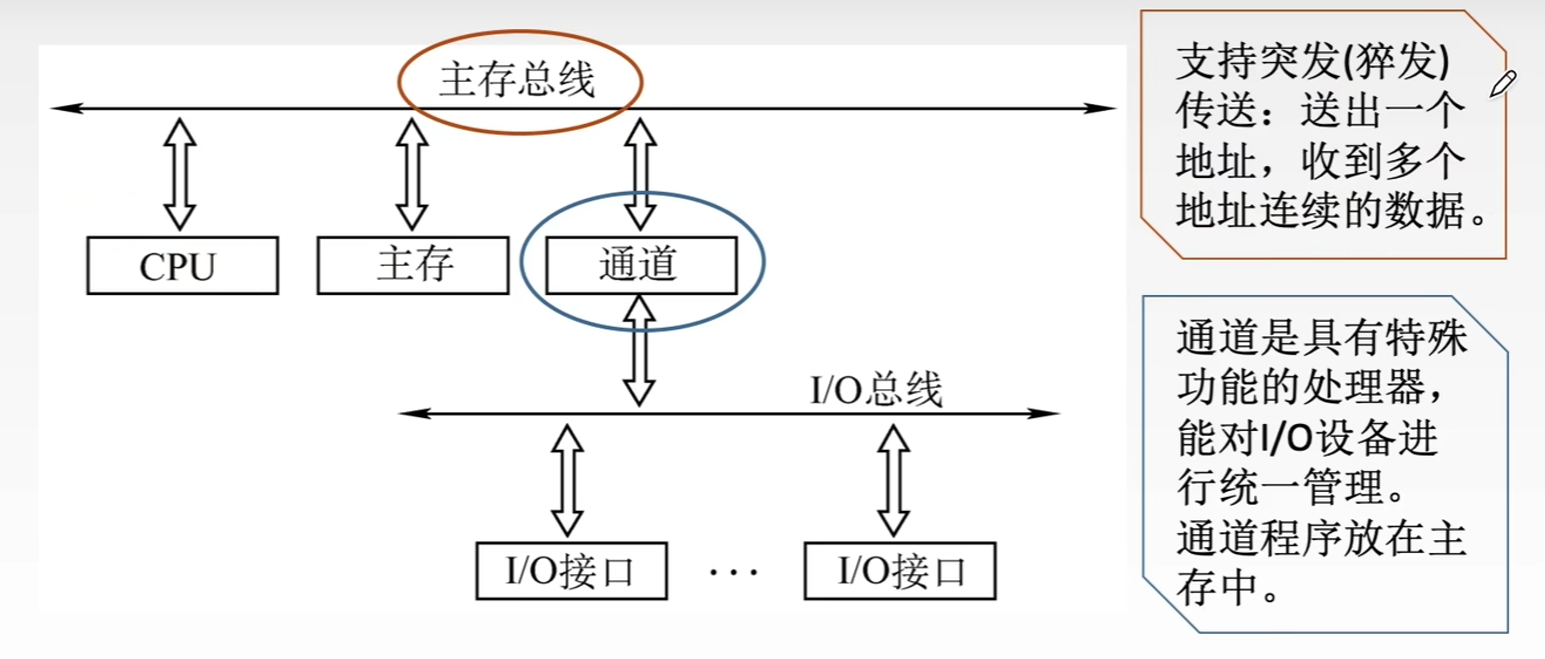 主存总线
CPU
主存
通道
I/O总线
I/O接口
···
I/O接口
支持突发(猝发)
传送：送出一个
地址，收到多个
地址连续的数据。
通道是具有特殊
功能的处理器，
能对I/O设备进
行统一管理。
通道程序放在主
存中。